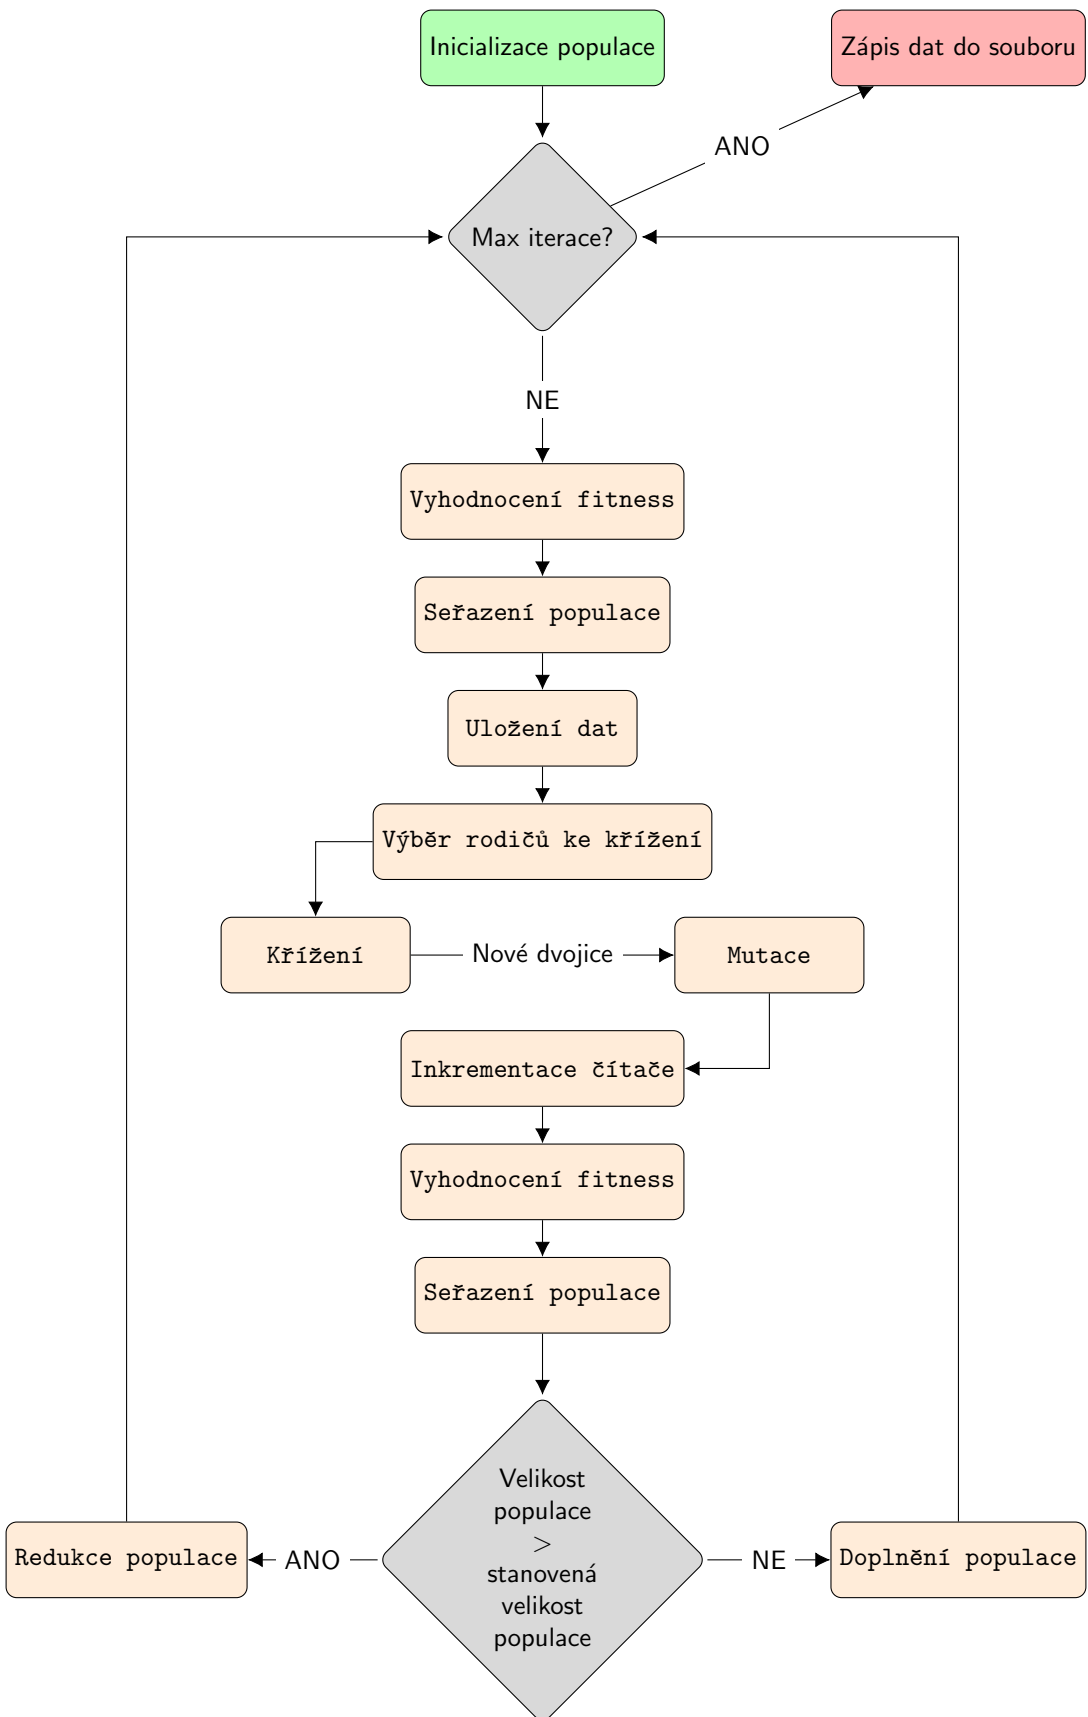 Inicializace populace
Zápis dat do souboru
ANO
Max iterace?
NE
Vyhodnocení fitness
Seřazení populace
Uložení dat
Výběr rodičů ke křížení
Křížení
Nové dvojice
Mutace
Inkrementace čítače
Vyhodnocení fitness
Seřazení populace
Velikost
populace
>
stanovená
velikost
populace
Redukce populace
ANO
NE
Doplnění populace